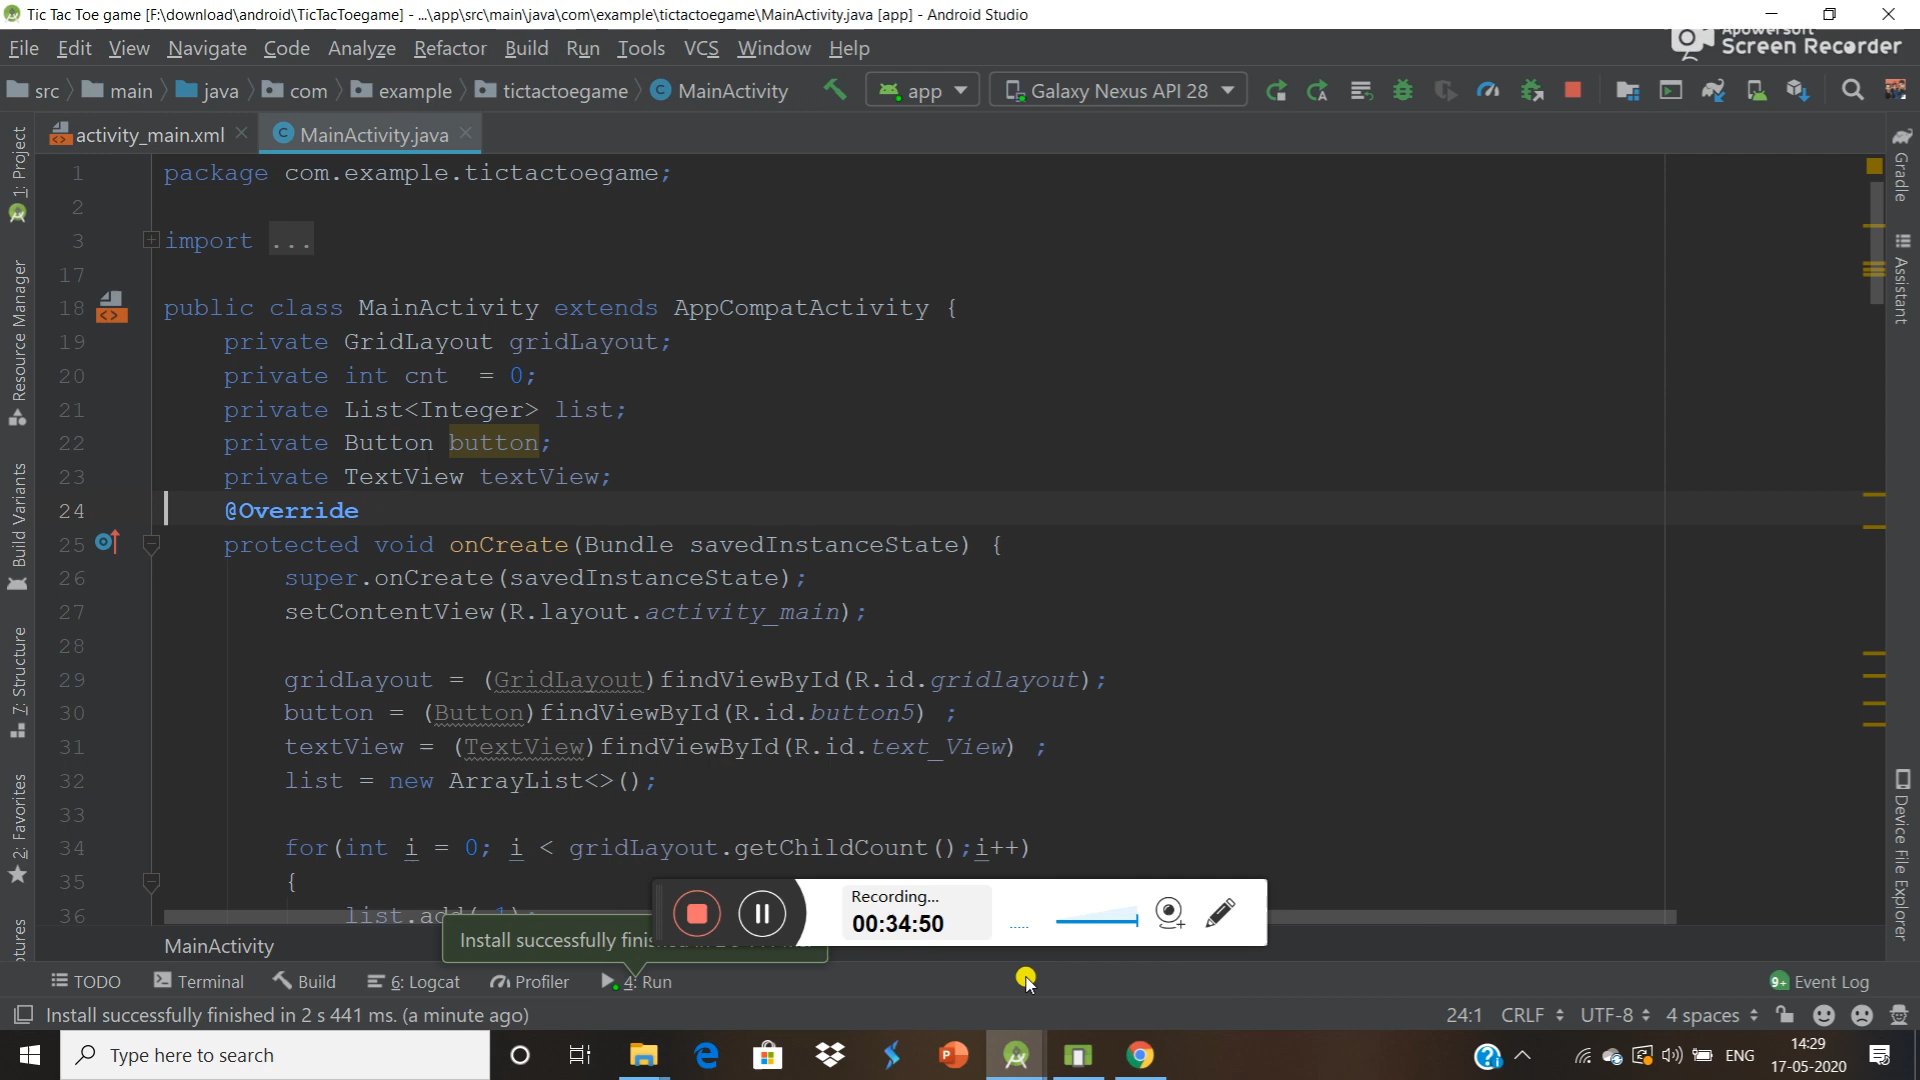 Tic Tac Toe game [F:\download\android\TicTacToegame] - ...\app\src\main\java\com\example\tictactoegame\MainActivity.java [app] - Android Studio
File Edit View Navigate Code Analyze Refactor Build Run Tools VCS Window Help
Apowersoft
Screen Recorder
src main java com example tictactoegame MainActivity app Galaxy Nexus API 28
activity_main.xml MainActivity.java
1: Project
Resource Manager
Build Variants
7: Structure
2: Favorites
Gradle
Assistant
Device File Explorer
1 package com.example.tictactoegame;
2
3 import ...
17
18 public class MainActivity extends AppCompatActivity {
19 private GridLayout gridLayout;
20 private int cnt  = 0;
21 private List<Integer> list;
22 private Button button;
23 private TextView textView;
24 @Override
25 protected void onCreate(Bundle savedInstanceState) {
26 super.onCreate(savedInstanceState);
27 setContentView(R.layout.activity_main);
28
29 gridLayout = (GridLayout)findViewById(R.id.gridlayout);
30 button = (Button)findViewById(R.id.button5) ;
31 textView = (TextView)findViewById(R.id.text_View) ;
32 list = new ArrayList<>();
33
34 for(int i = 0; i < gridLayout.getChildCount();i++)
35 {
36
Recording...
00:34:50
Install successfully
MainActivity
TODO Terminal Build 6: Logcat Profiler 4: Run 9+ Event Log
Install successfully finished in 2 s 441 ms. (a minute ago) 24:1 CRLF UTF-8 4 spaces
Type here to search
ENG
14:29
17-05-2020